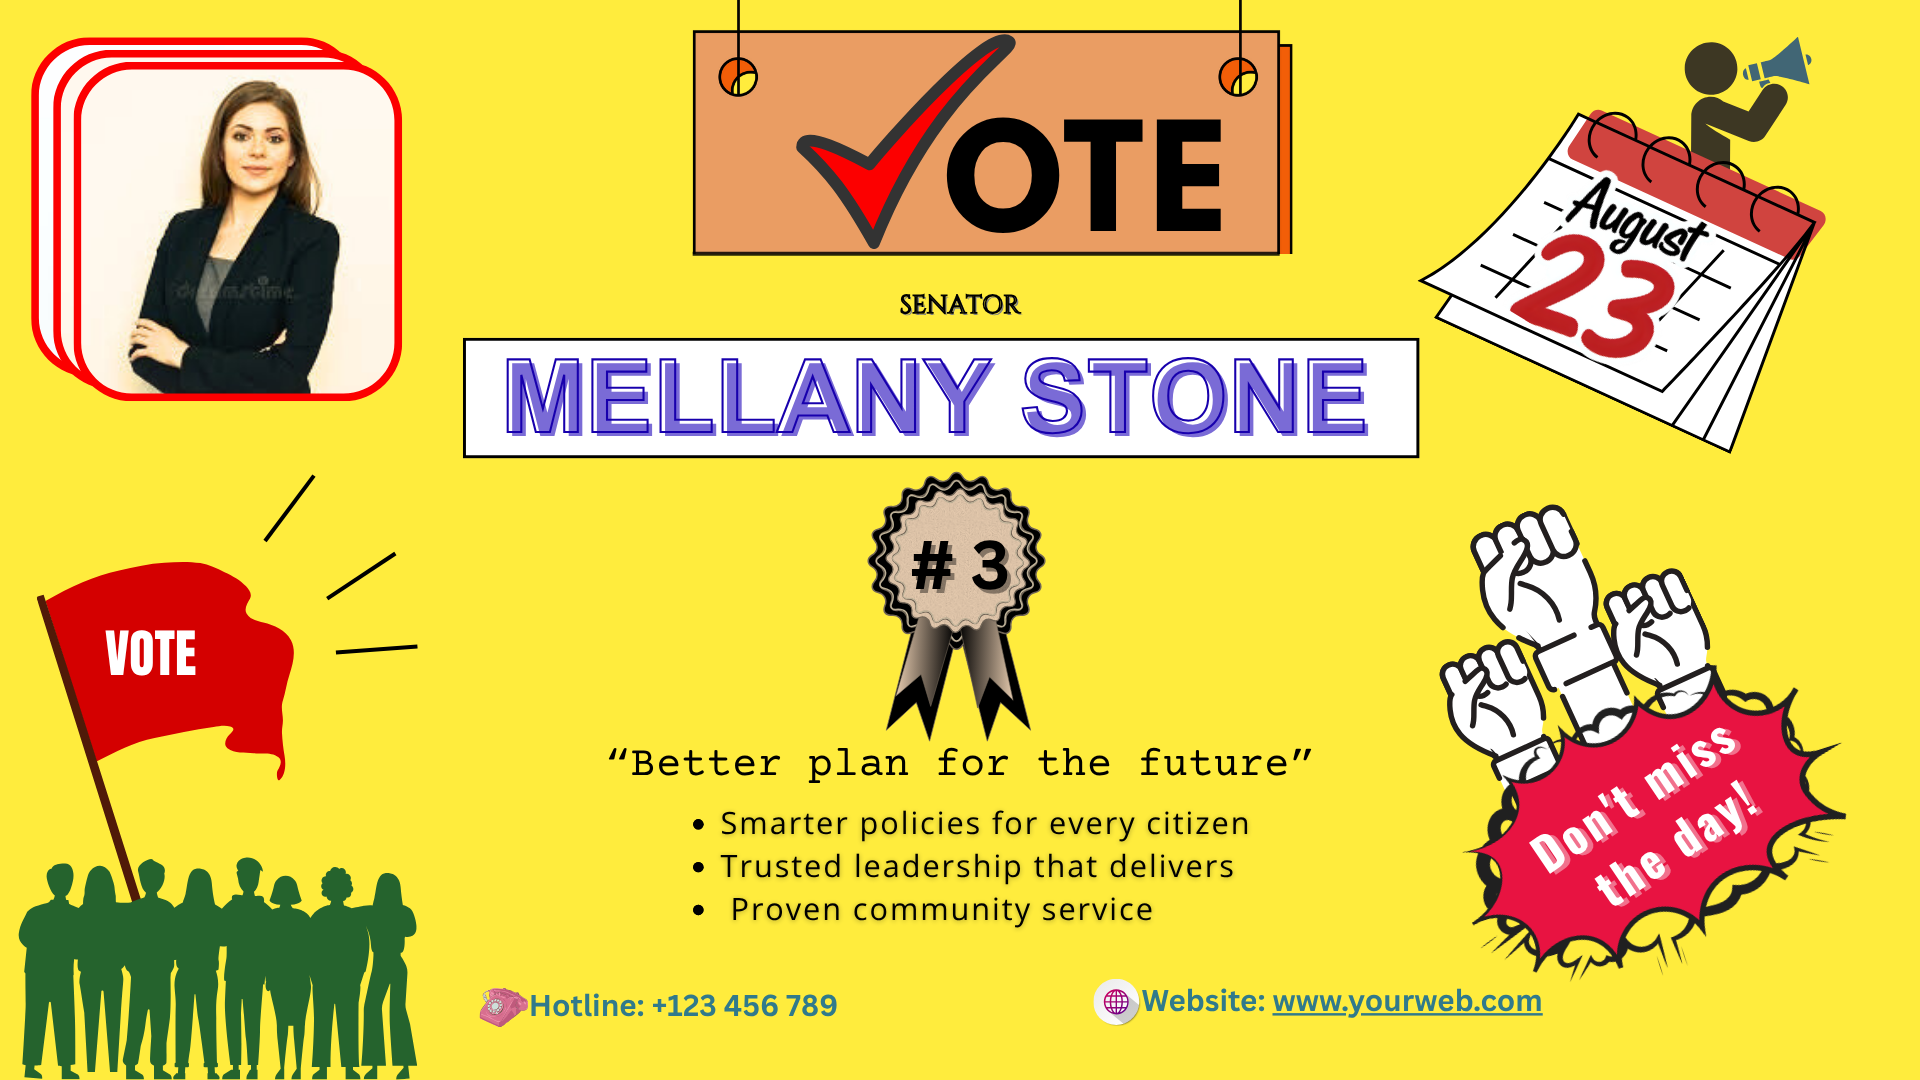 VOTE
dreamstime
August
23
SENATOR
MELLANY STONE
# 3
VOTE
“Better plan for the future”
• Smarter policies for every citizen
• Trusted leadership that delivers
• Proven community service
Don't miss
the day!
Hotline: +123 456 789
Website: www.yourweb.com